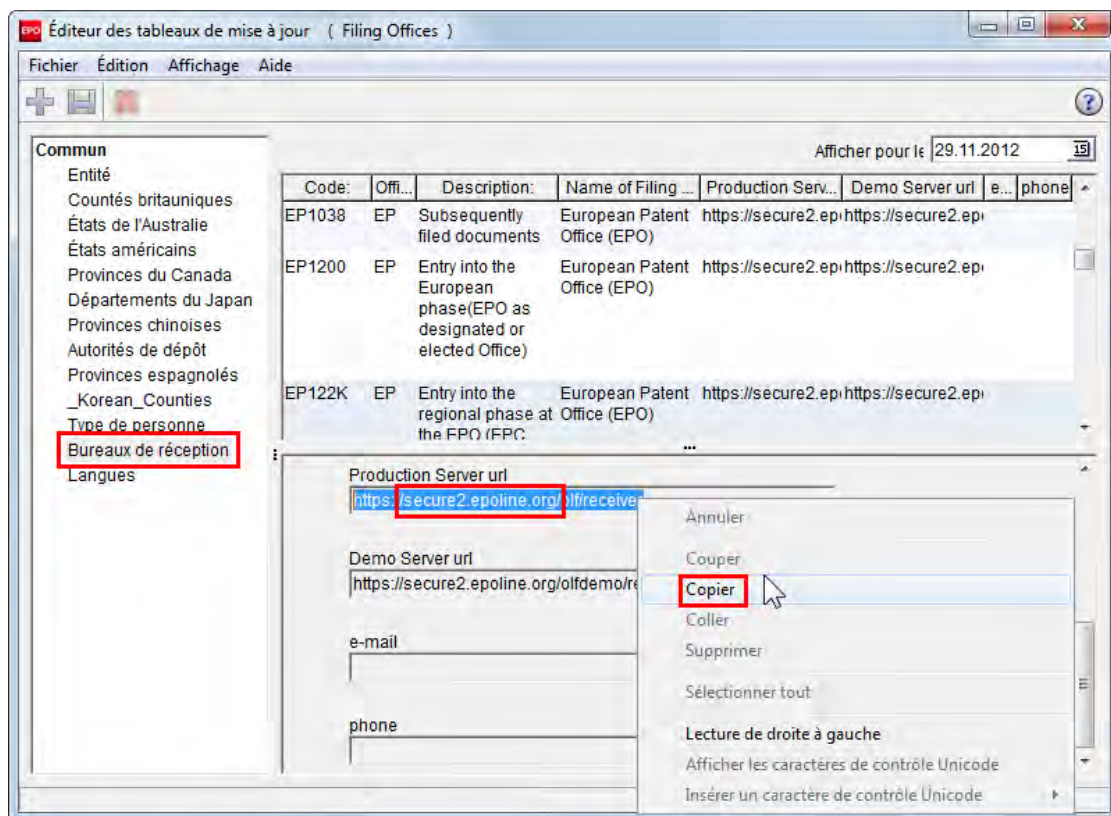 EPO Éditeur des tableaux de mise à jour ( Filing Offices )
Fichier Édition Affichage Aide
Commun
Entité
Countés britauniques
États de l'Australie
États américains
Provinces du Canada
Départements du Japan
Provinces chinoises
Autorités de dépôt
Provinces espagnolés
_Korean_Counties
Type de personne
Bureaux de réception
Langues
Afficher pour le 29.11.2012 15
Code: Offi... Description: Name of Filing ... Production Serv... Demo Server url e... phone
EP1038 EP Subsequently European Patent https://secure2.epo https://secure2.epo
filed documents Office (EPO)
EP1200 EP Entry into the European Patent https://secure2.epo https://secure2.epo
European Office (EPO)
phase(EPO as
designated or
elected Office)
EP122K EP Entry into the European Patent https://secure2.epo https://secure2.epo
regional phase at Office (EPO)
the EPO (EPC
Production Server url
https://secure2.epoline.org/olf/receiver
Demo Server url
https://secure2.epoline.org/olfdemo/re
e-mail
phone
Annuler
Couper
Copier
Coller
Supprimer
Sélectionner tout
Lecture de droite à gauche
Afficher les caractères de contrôle Unicode
Insérer un caractère de contrôle Unicode